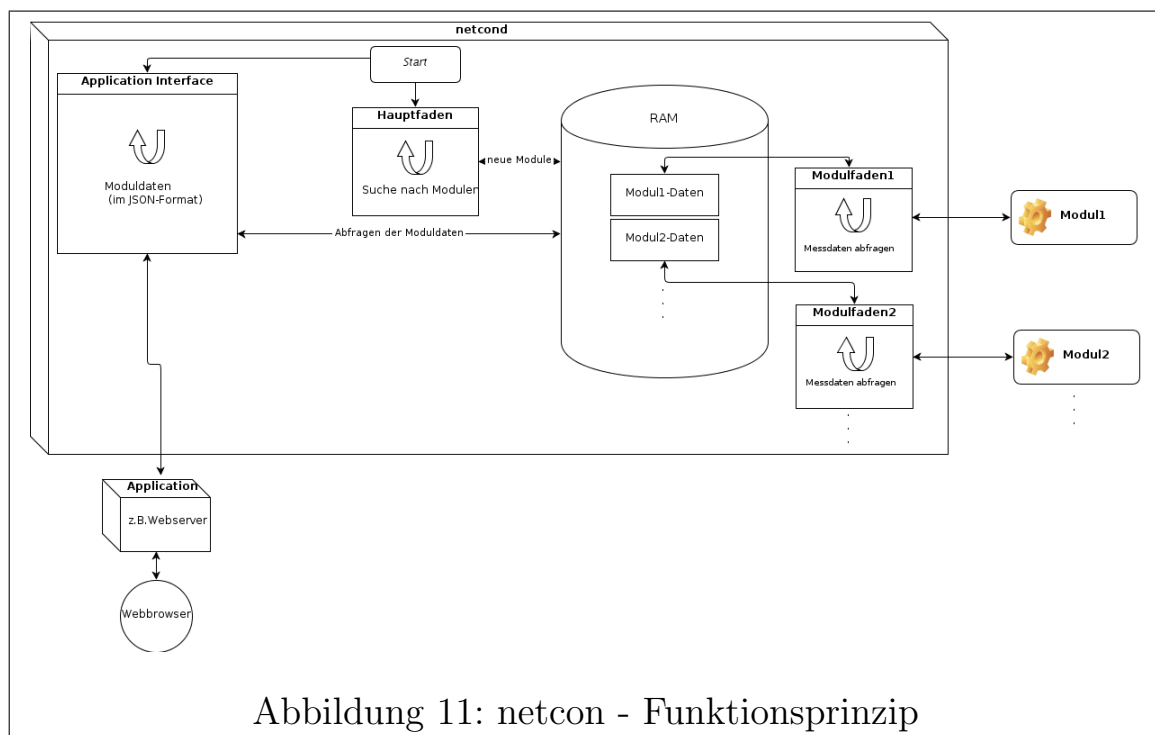 netcond
Start
Application Interface
Moduldaten
(im JSON-Format)
Hauptfaden
Suche nach Modulen
neue Module
Abfragen der Moduldaten
RAM
Modul1-Daten
Modul2-Daten
Modulfaden1
Messdaten abfragen
Modul1
Modulfaden2
Messdaten abfragen
Modul2
Application
z.B.Webserver
Webbrowser
Abbildung 11: netcon - Funktionsprinzip